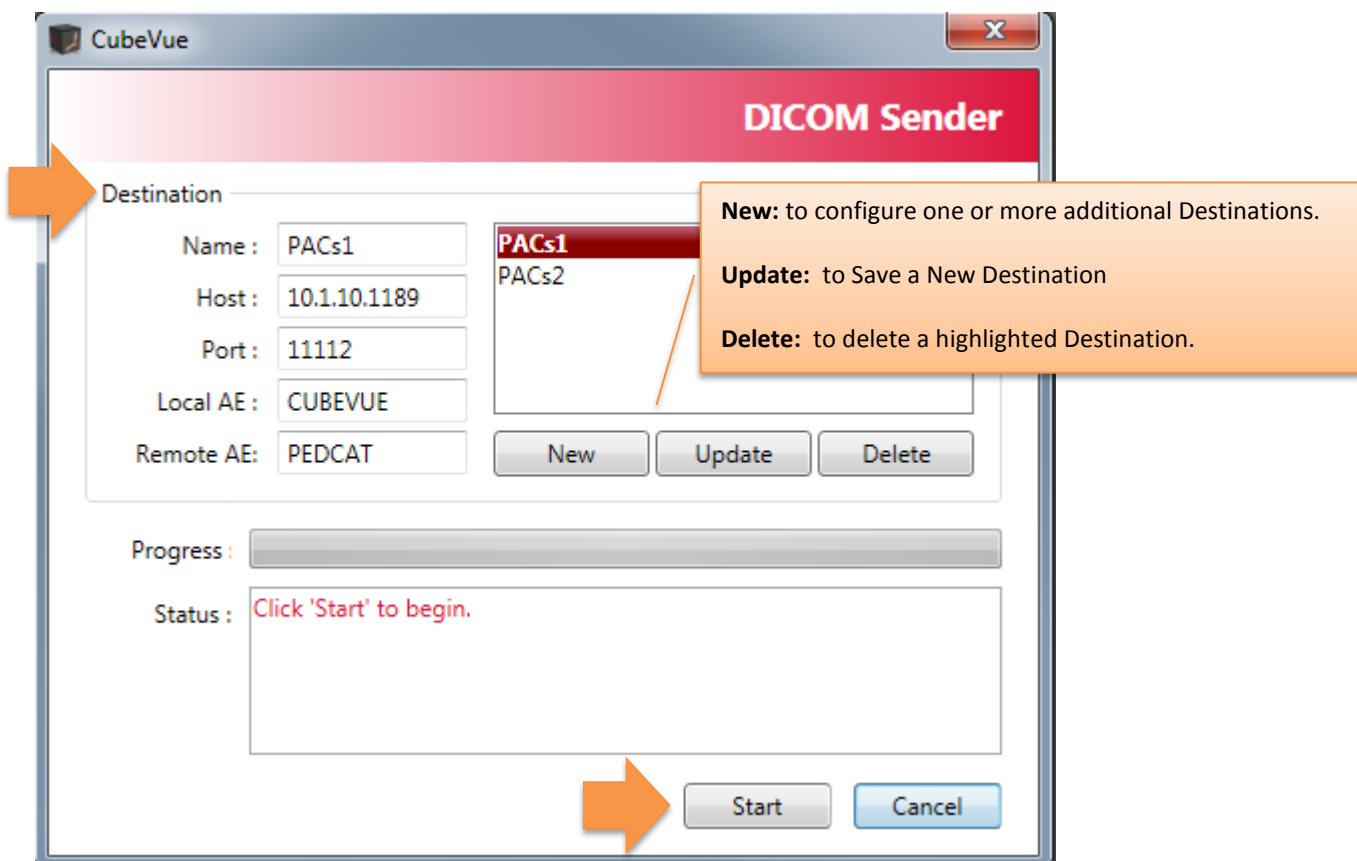 CubeVue
DICOM Sender
Destination
Name : PACs1
Host : 10.1.10.1189
Port : 11112
Local AE : CUBEVUE
Remote AE: PEDCAT
PACs1
PACs2
New Update Delete
New: to configure one or more additional Destinations.
Update: to Save a New Destination
Delete: to delete a highlighted Destination.
Progress :
Status : Click 'Start' to begin.
Start Cancel